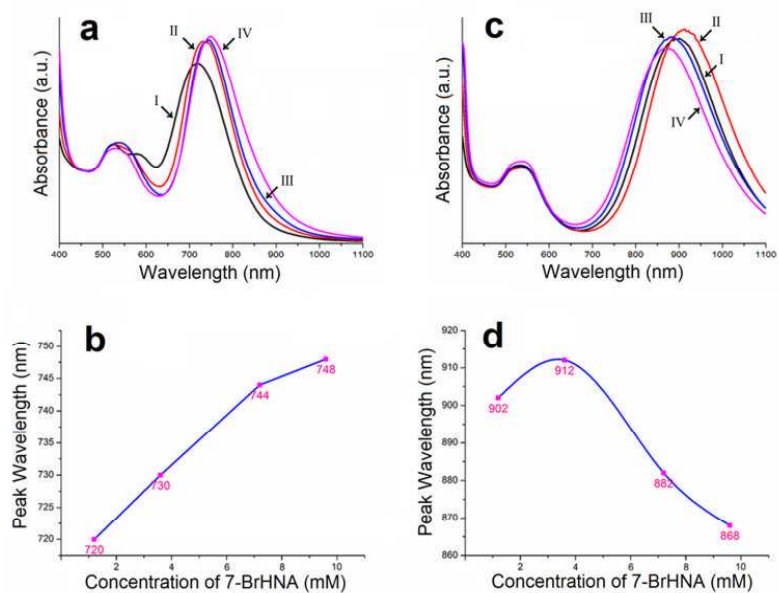 a
II
IV
I
III
Absorbance (a.u.)
400 500 600 700 800 900 1000 1100
Wavelength (nm)
c
III
II
I
IV
Absorbance (a.u.)
400 500 600 700 800 900 1000 1100
Wavelength (nm)
b
750
745
740
735
730
725
720
748
744
730
720
Peak Wavelength (nm)
2 4 6 8 10
Concentration of 7-BrHNA (mM)
d
920
910
900
890
880
870
860
912
902
882
868
Peak Wavelength (nm)
2 4 6 8 10
Concentration of 7-BrHNA (mM)